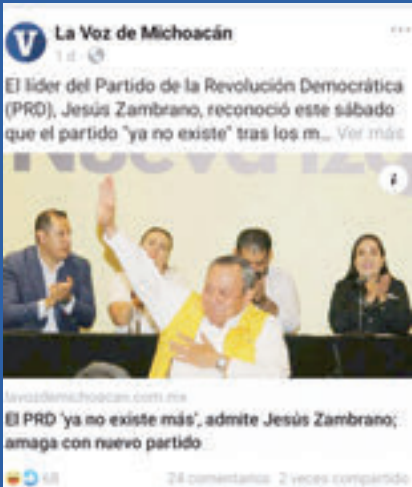 V
La Voz de Michoacán
1 d
El líder del Partido de la Revolución Democrática
(PRD), Jesús Zambrano, reconoció este sábado
que el partido "ya no existe" tras los m... Ver más
Nueva Izq
i
lavozdemichoacan.com.mx
El PRD 'ya no existe más', admite Jesús Zambrano;
amaga con nuevo partido
68
24 comentarios 2 veces compartido